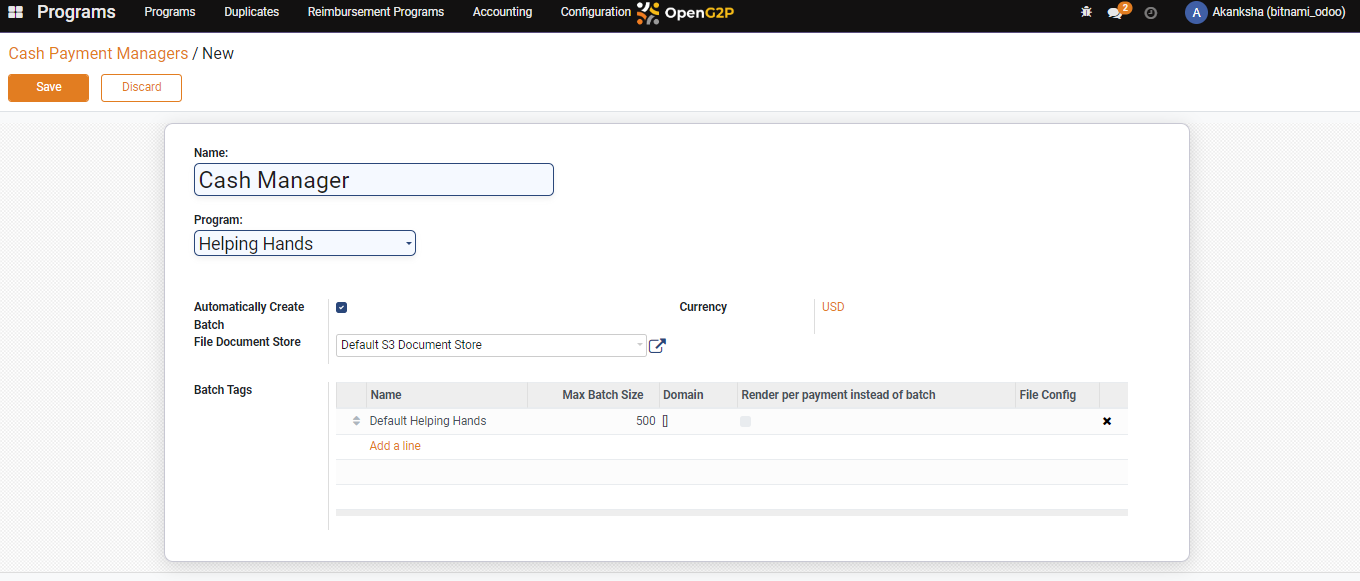 Programs Programs Duplicates Reimbursement Programs Accounting Configuration OpenG2P 2 A Akanksha (bitnami_odoo)
Cash Payment Managers / New
Save Discard
Name:
Cash Manager
Program:
Helping Hands
Automatically Create
Batch
Currency USD
File Document Store Default S3 Document Store
Batch Tags
Name Max Batch Size Domain Render per payment instead of batch File Config
Default Helping Hands 500 []
Add a line